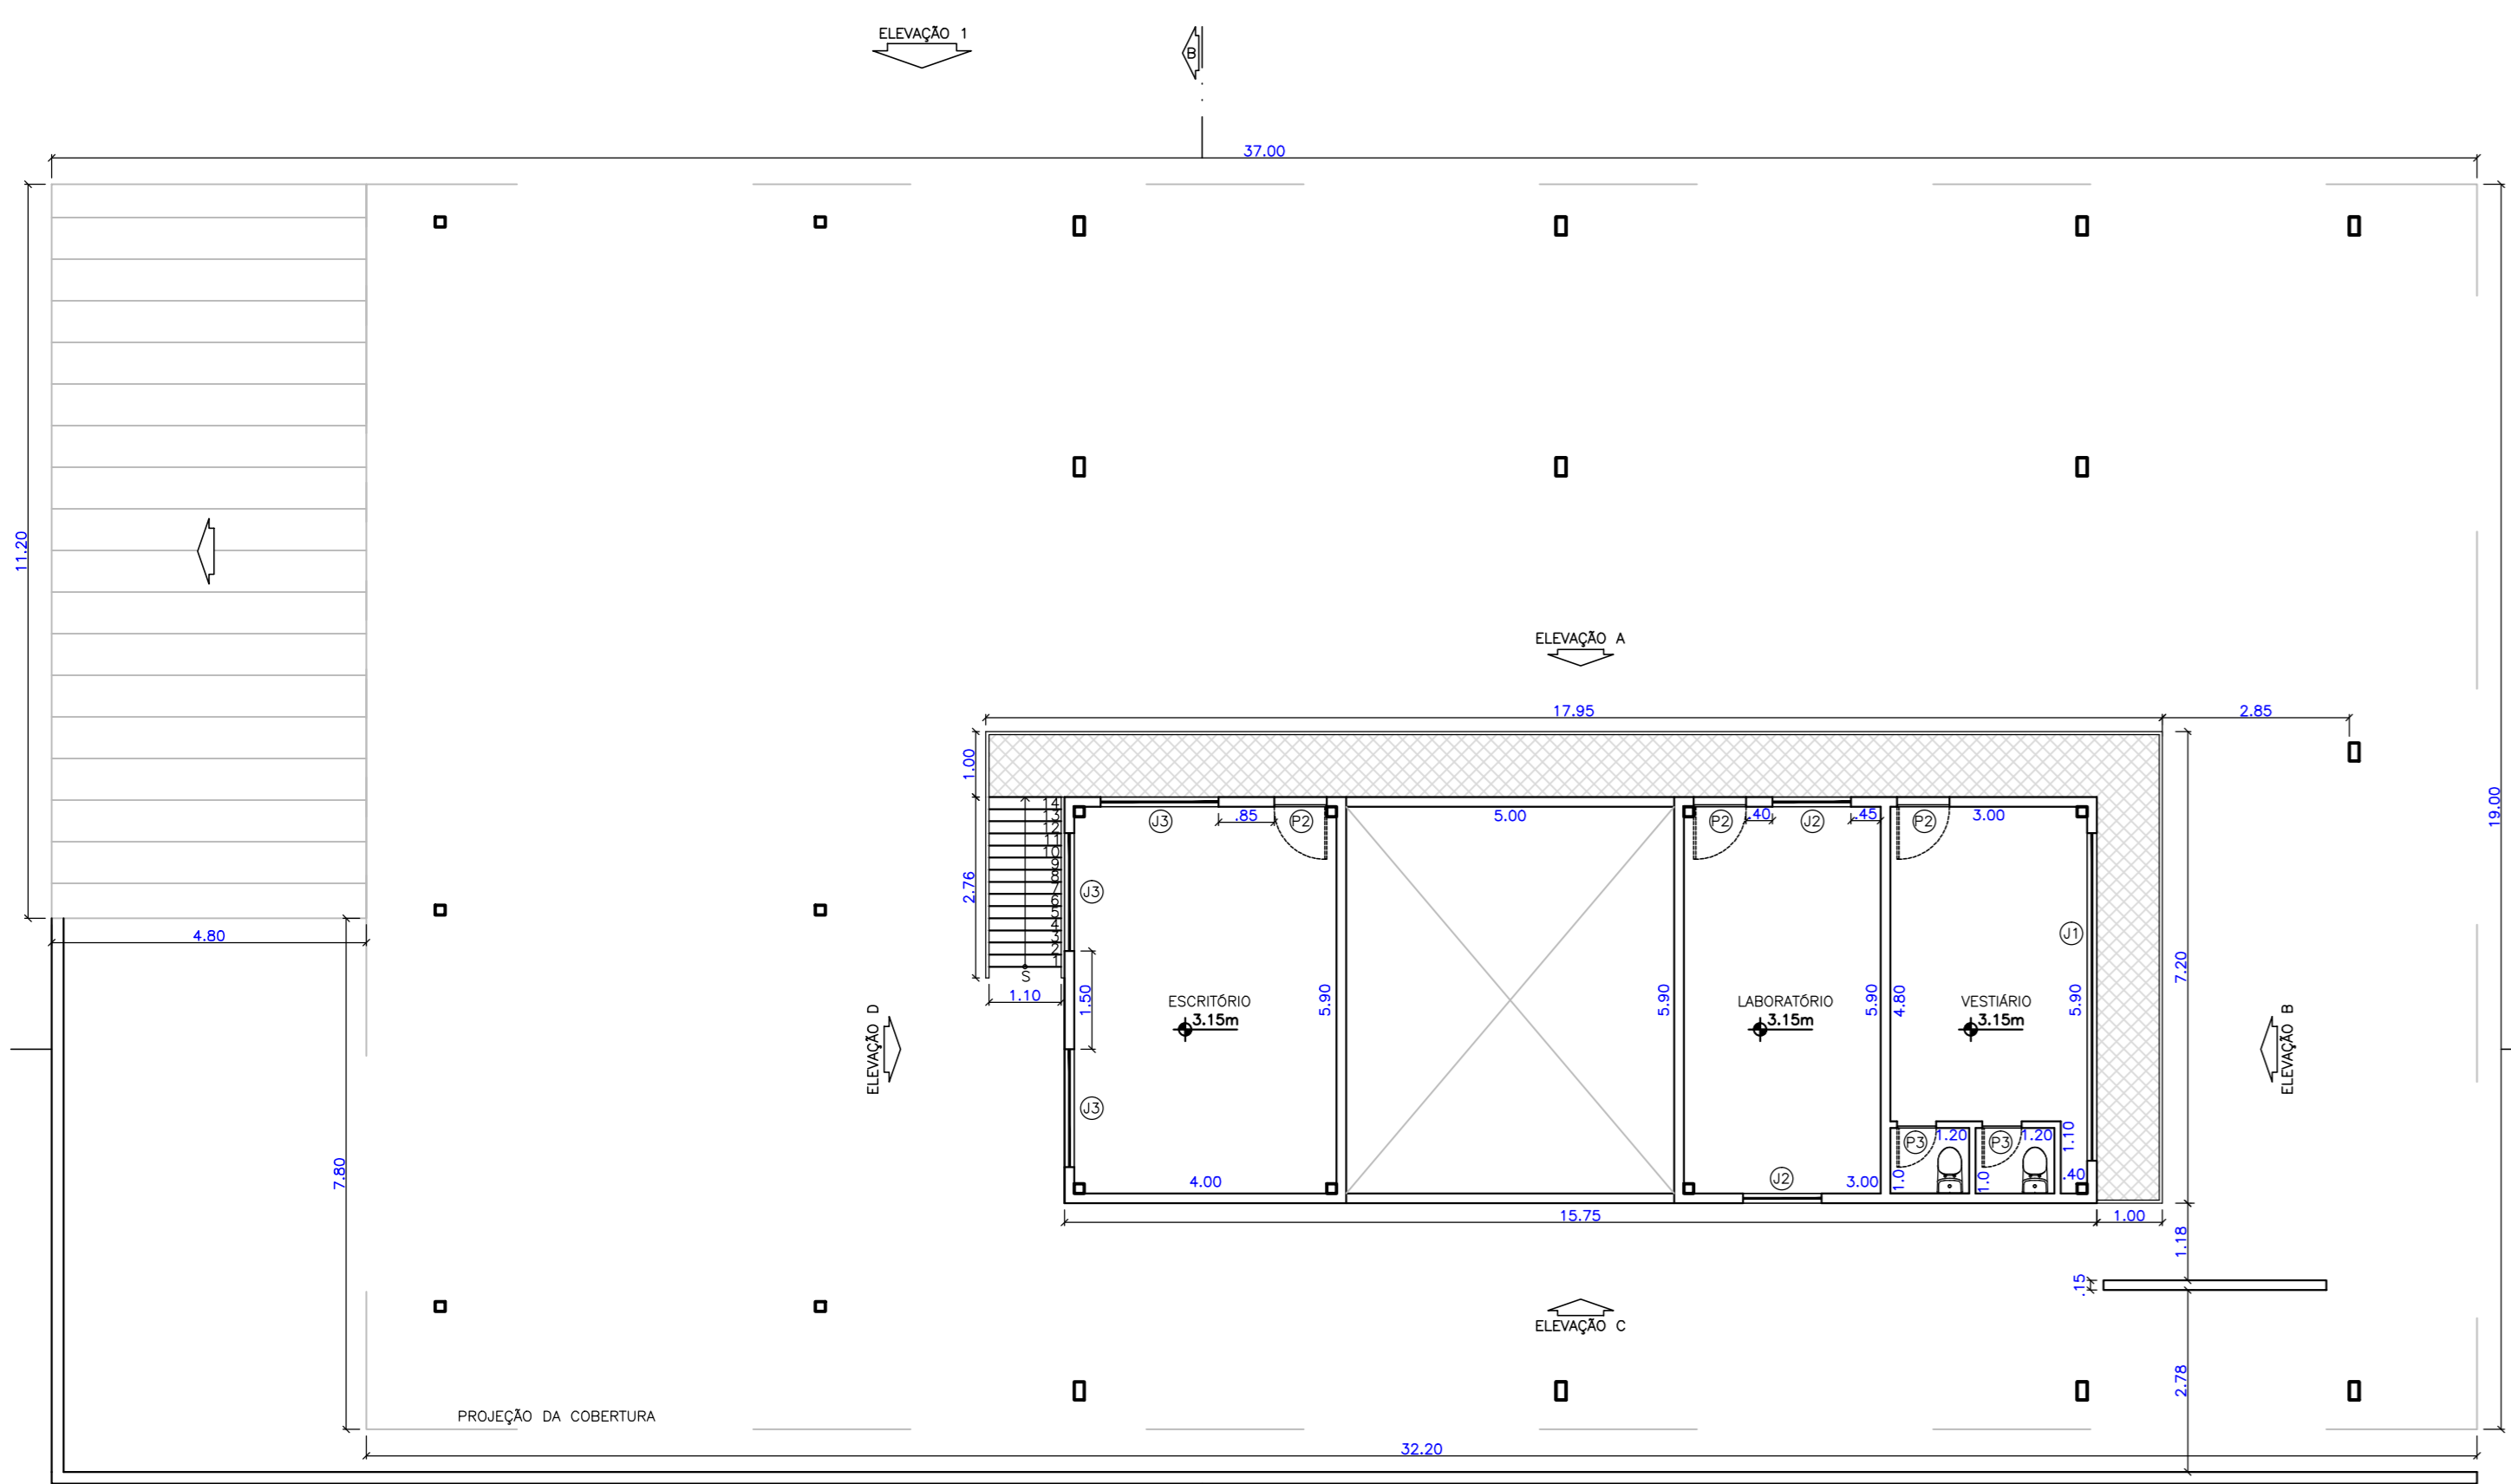 ELEVAÇÃO 1
B
37.00
11.20
19.00
ELEVAÇÃO A
17.95
2.85
1.00
2.76
14
13
12
11
10
9
8
7
6
5
4
3
2
1
S
1.10
J3
.85
P2
5.00
P2
.40
J2
.45
P2
3.00
J3
J1
4.80
7.20
1.50
ESCRITÓRIO
3.15m
5.90
5.90
LABORATÓRIO
3.15m
5.90
4.80
VESTIÁRIO
3.15m
5.90
ELEVAÇÃO D
ELEVAÇÃO B
J3
7.80
P3
1.20
P3
1.20
1.10
1.0
1.0
.40
4.00
J2
3.00
15.75
1.00
1.18
.15
ELEVAÇÃO C
2.78
PROJEÇÃO DA COBERTURA
32.20